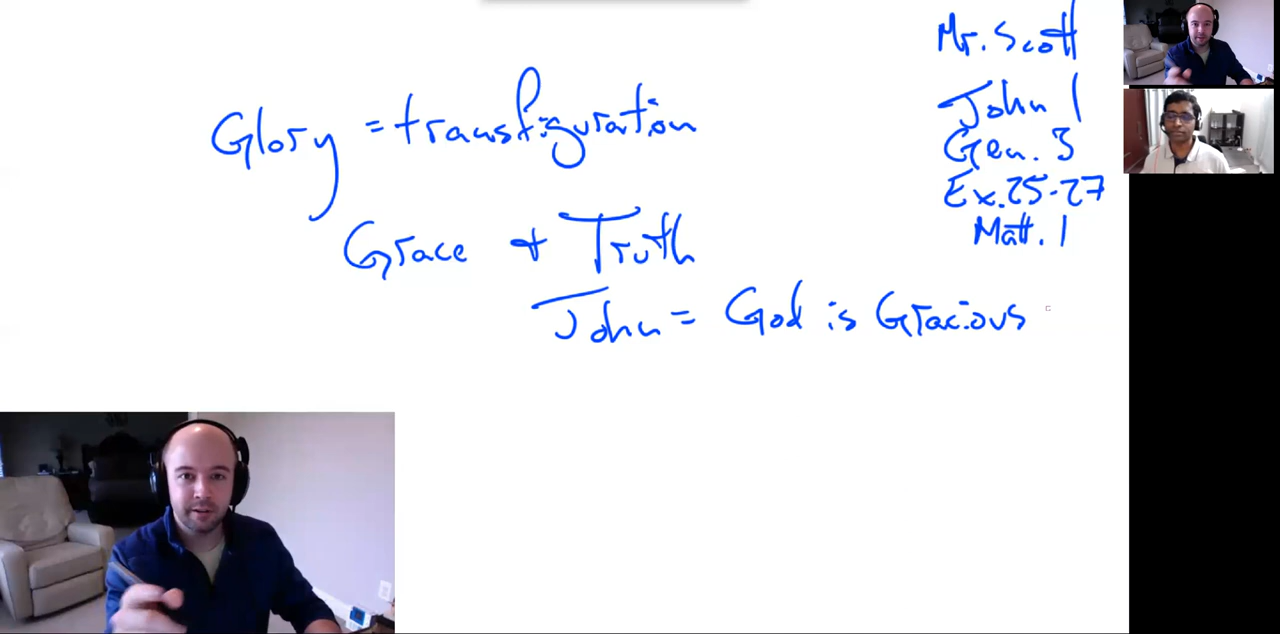 Glory = transfiguration
Grace + Truth
John = God is Gracious
Mr. Scott
John 1
Gen. 3
Ex. 25-27
Matt. 1